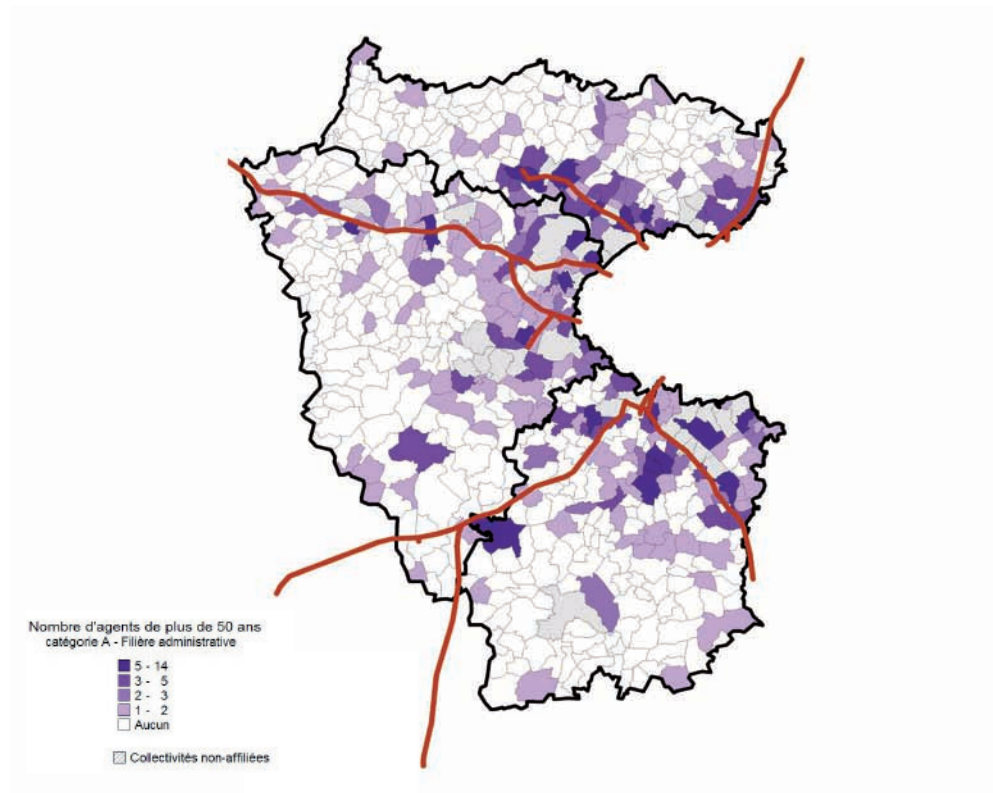 Nombre d'agents de plus de 50 ans
catégorie A - Filière administrative
5 - 14
3 - 5
2 - 3
1 - 2
Aucun
Collectivités non-affiliées